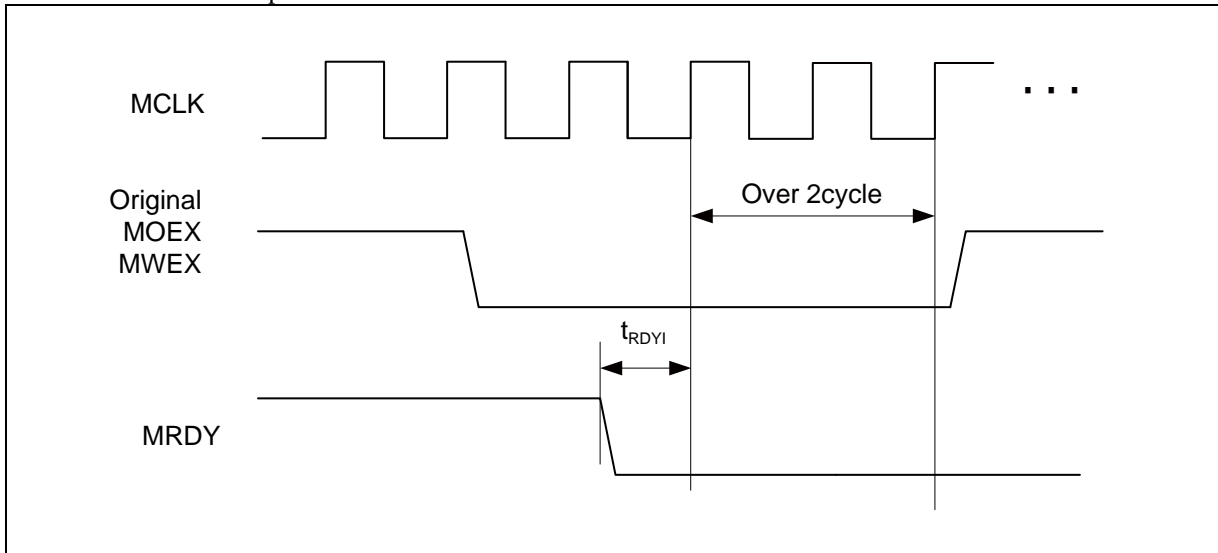 MCLK
. . .
Original
MOEX
MWEX
Over 2cycle
tRDYI
MRDY